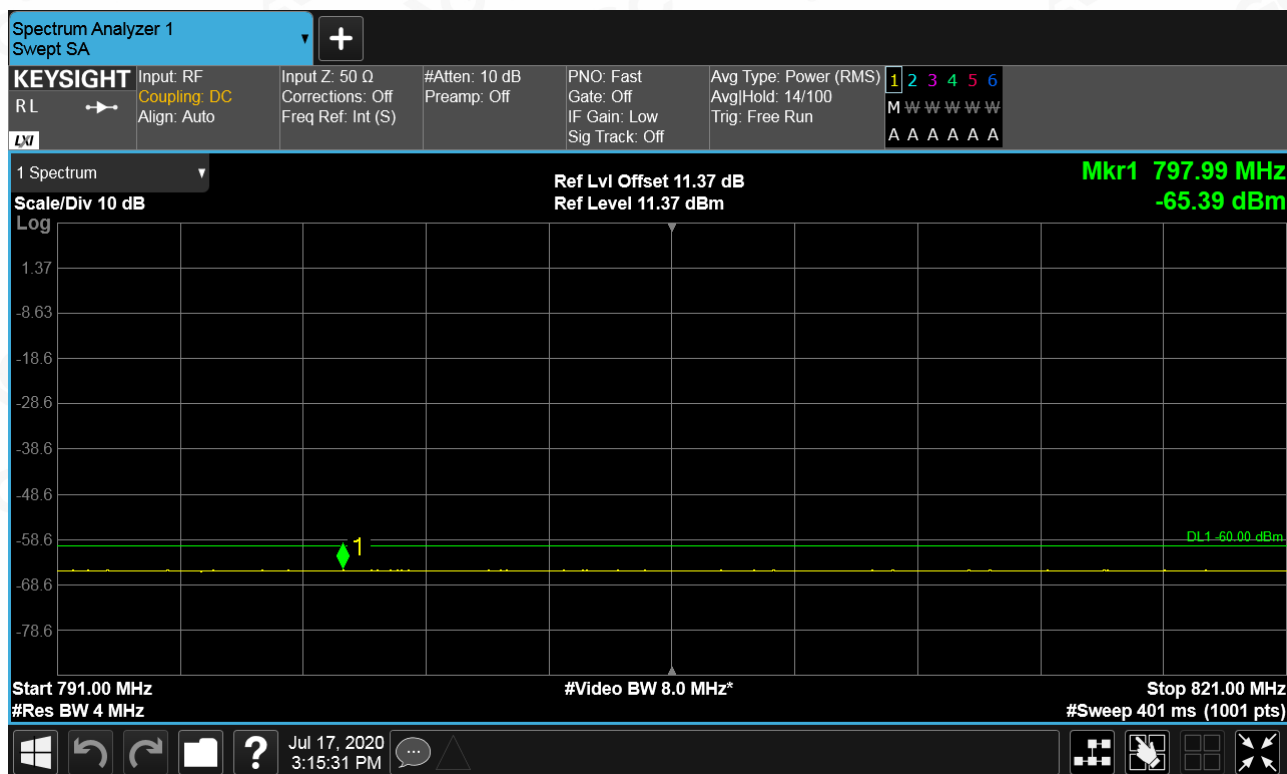 Spectrum Analyzer 1
Swept SA
+
KEYSIGHT
RL
LXI
Input: RF
Coupling: DC
Align: Auto
Input Z: 50 Ω
Corrections: Off
Freq Ref: Int (S)
#Atten: 10 dB
Preamp: Off
PNO: Fast
Gate: Off
IF Gain: Low
Sig Track: Off
Avg Type: Power (RMS)
Avg|Hold: 14/100
Trig: Free Run
1 2 3 4 5 6
M W W W W W
A A A A A A
1 Spectrum
Scale/Div 10 dB
Log
Ref Lvl Offset 11.37 dB
Ref Level 11.37 dBm
Mkr1 797.99 MHz
-65.39 dBm
1.37
-8.63
-18.6
-28.6
-38.6
-48.6
-58.6
1
DL1 -60.00 dBm
-68.6
-78.6
Start 791.00 MHz
#Res BW 4 MHz
#Video BW 8.0 MHz*
Stop 821.00 MHz
#Sweep 401 ms (1001 pts)
?
Jul 17, 2020
3:15:31 PM